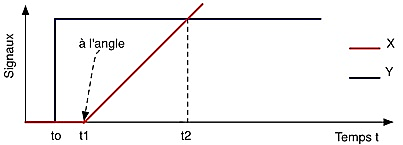 Signaux
à l'angle
X
Y
to
t1
t2
Temps t